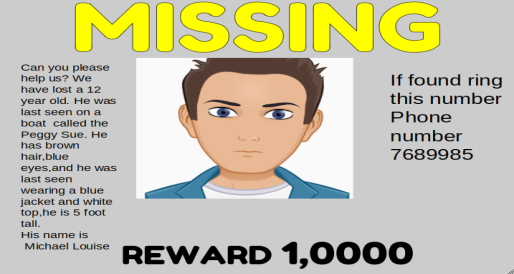 MISSING
Can you please
help us? We
have lost a 12
year old. He was
last seen on a
boat called the
Peggy Sue. He
has brown
hair,blue
eyes,and he was
last seen
wearing a blue
jacket and white
top,he is 5 foot
tall.
His name is
Michael Louise
If found ring
this number
Phone
number
7689985
REWARD 1,0000